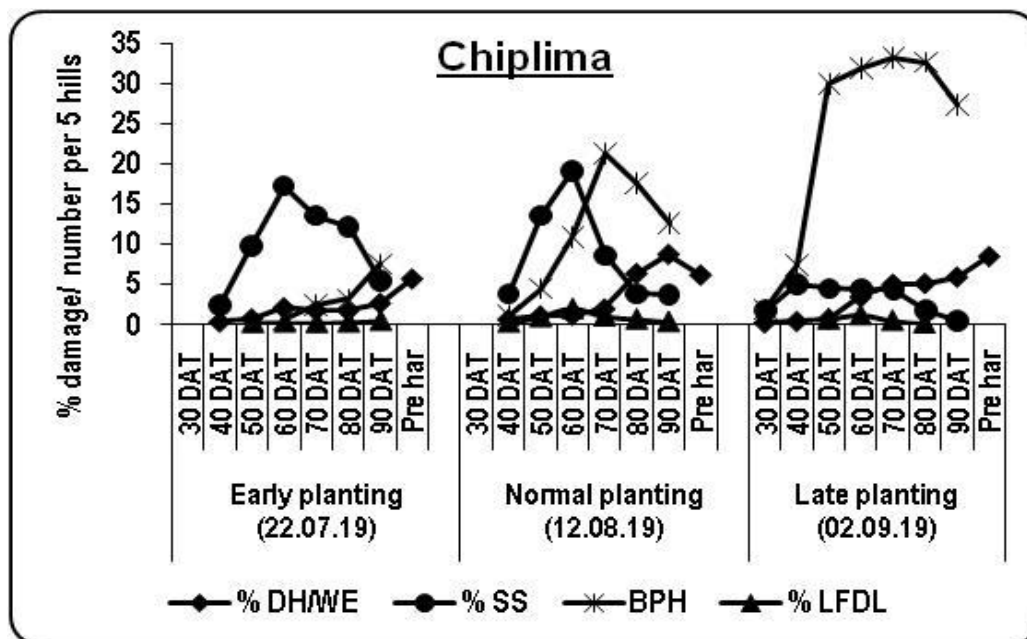 Chiplima
% damage/ number per 5 hills
35
30
25
20
15
10
5
0
30 DAT
40 DAT
50 DAT
60 DAT
70 DAT
80 DAT
90 DAT
Pre har
30 DAT
40 DAT
50 DAT
60 DAT
70 DAT
80 DAT
90 DAT
Pre har
30 DAT
40 DAT
50 DAT
60 DAT
70 DAT
80 DAT
90 DAT
Pre har
Early planting
(22.07.19)
Normal planting
(12.08.19)
Late planting
(02.09.19)
% DH/WE
% SS
BPH
% LFDL